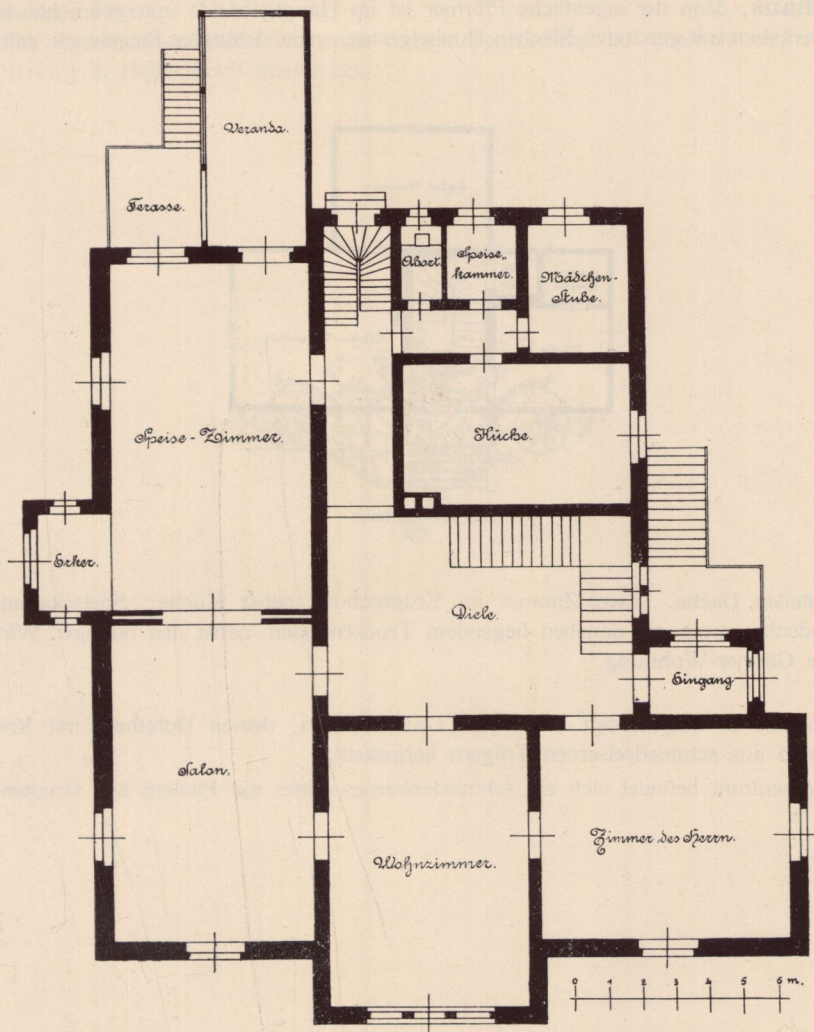 Veranda.
Terasse.
Abort.
Speise„
kammer.
Mädchen-
Stube.
Speise-Zimmer.
Küche.
Erker.
Diele.
Eingang
Salon.
Wohnzimmer.
Zimmer des Herrn.
0 1 2 3 4 5 6 m.